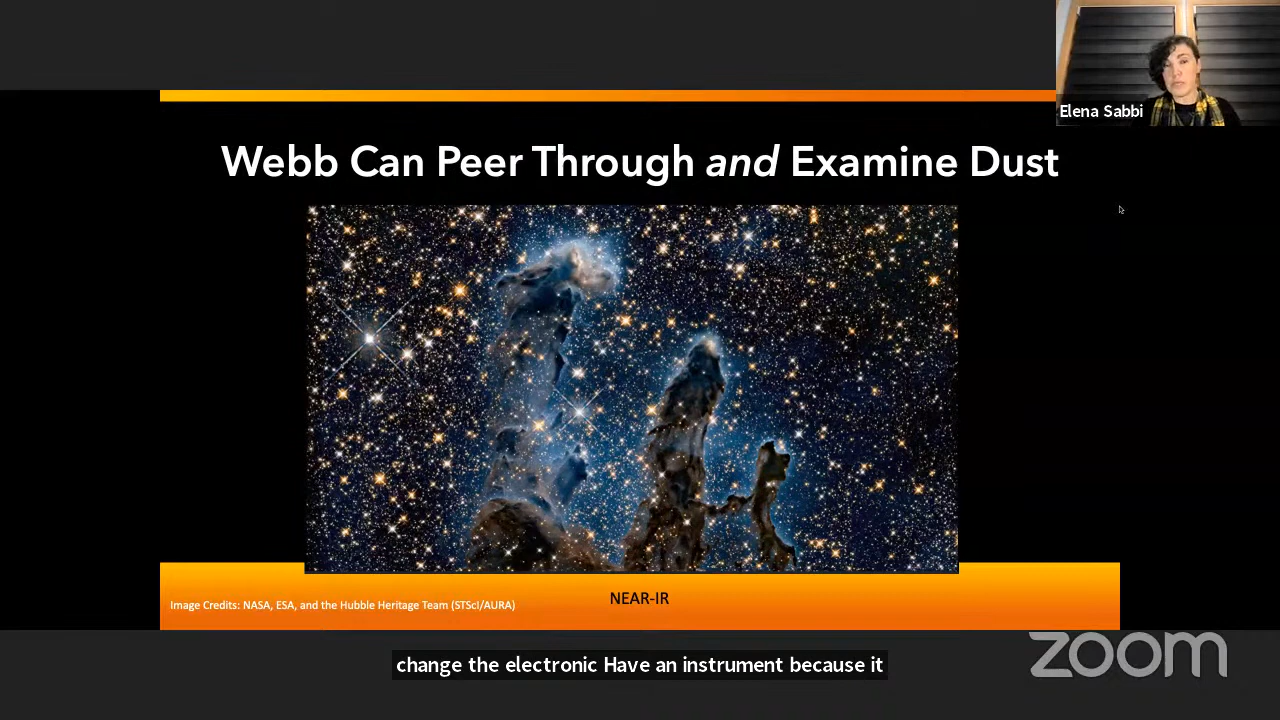 Elena Sabbi
Webb Can Peer Through and Examine Dust
NEAR-IR
Image Credits: NASA, ESA, and the Hubble Heritage Team (STScI/AURA)
zoom
change the electronic Have an instrument because it